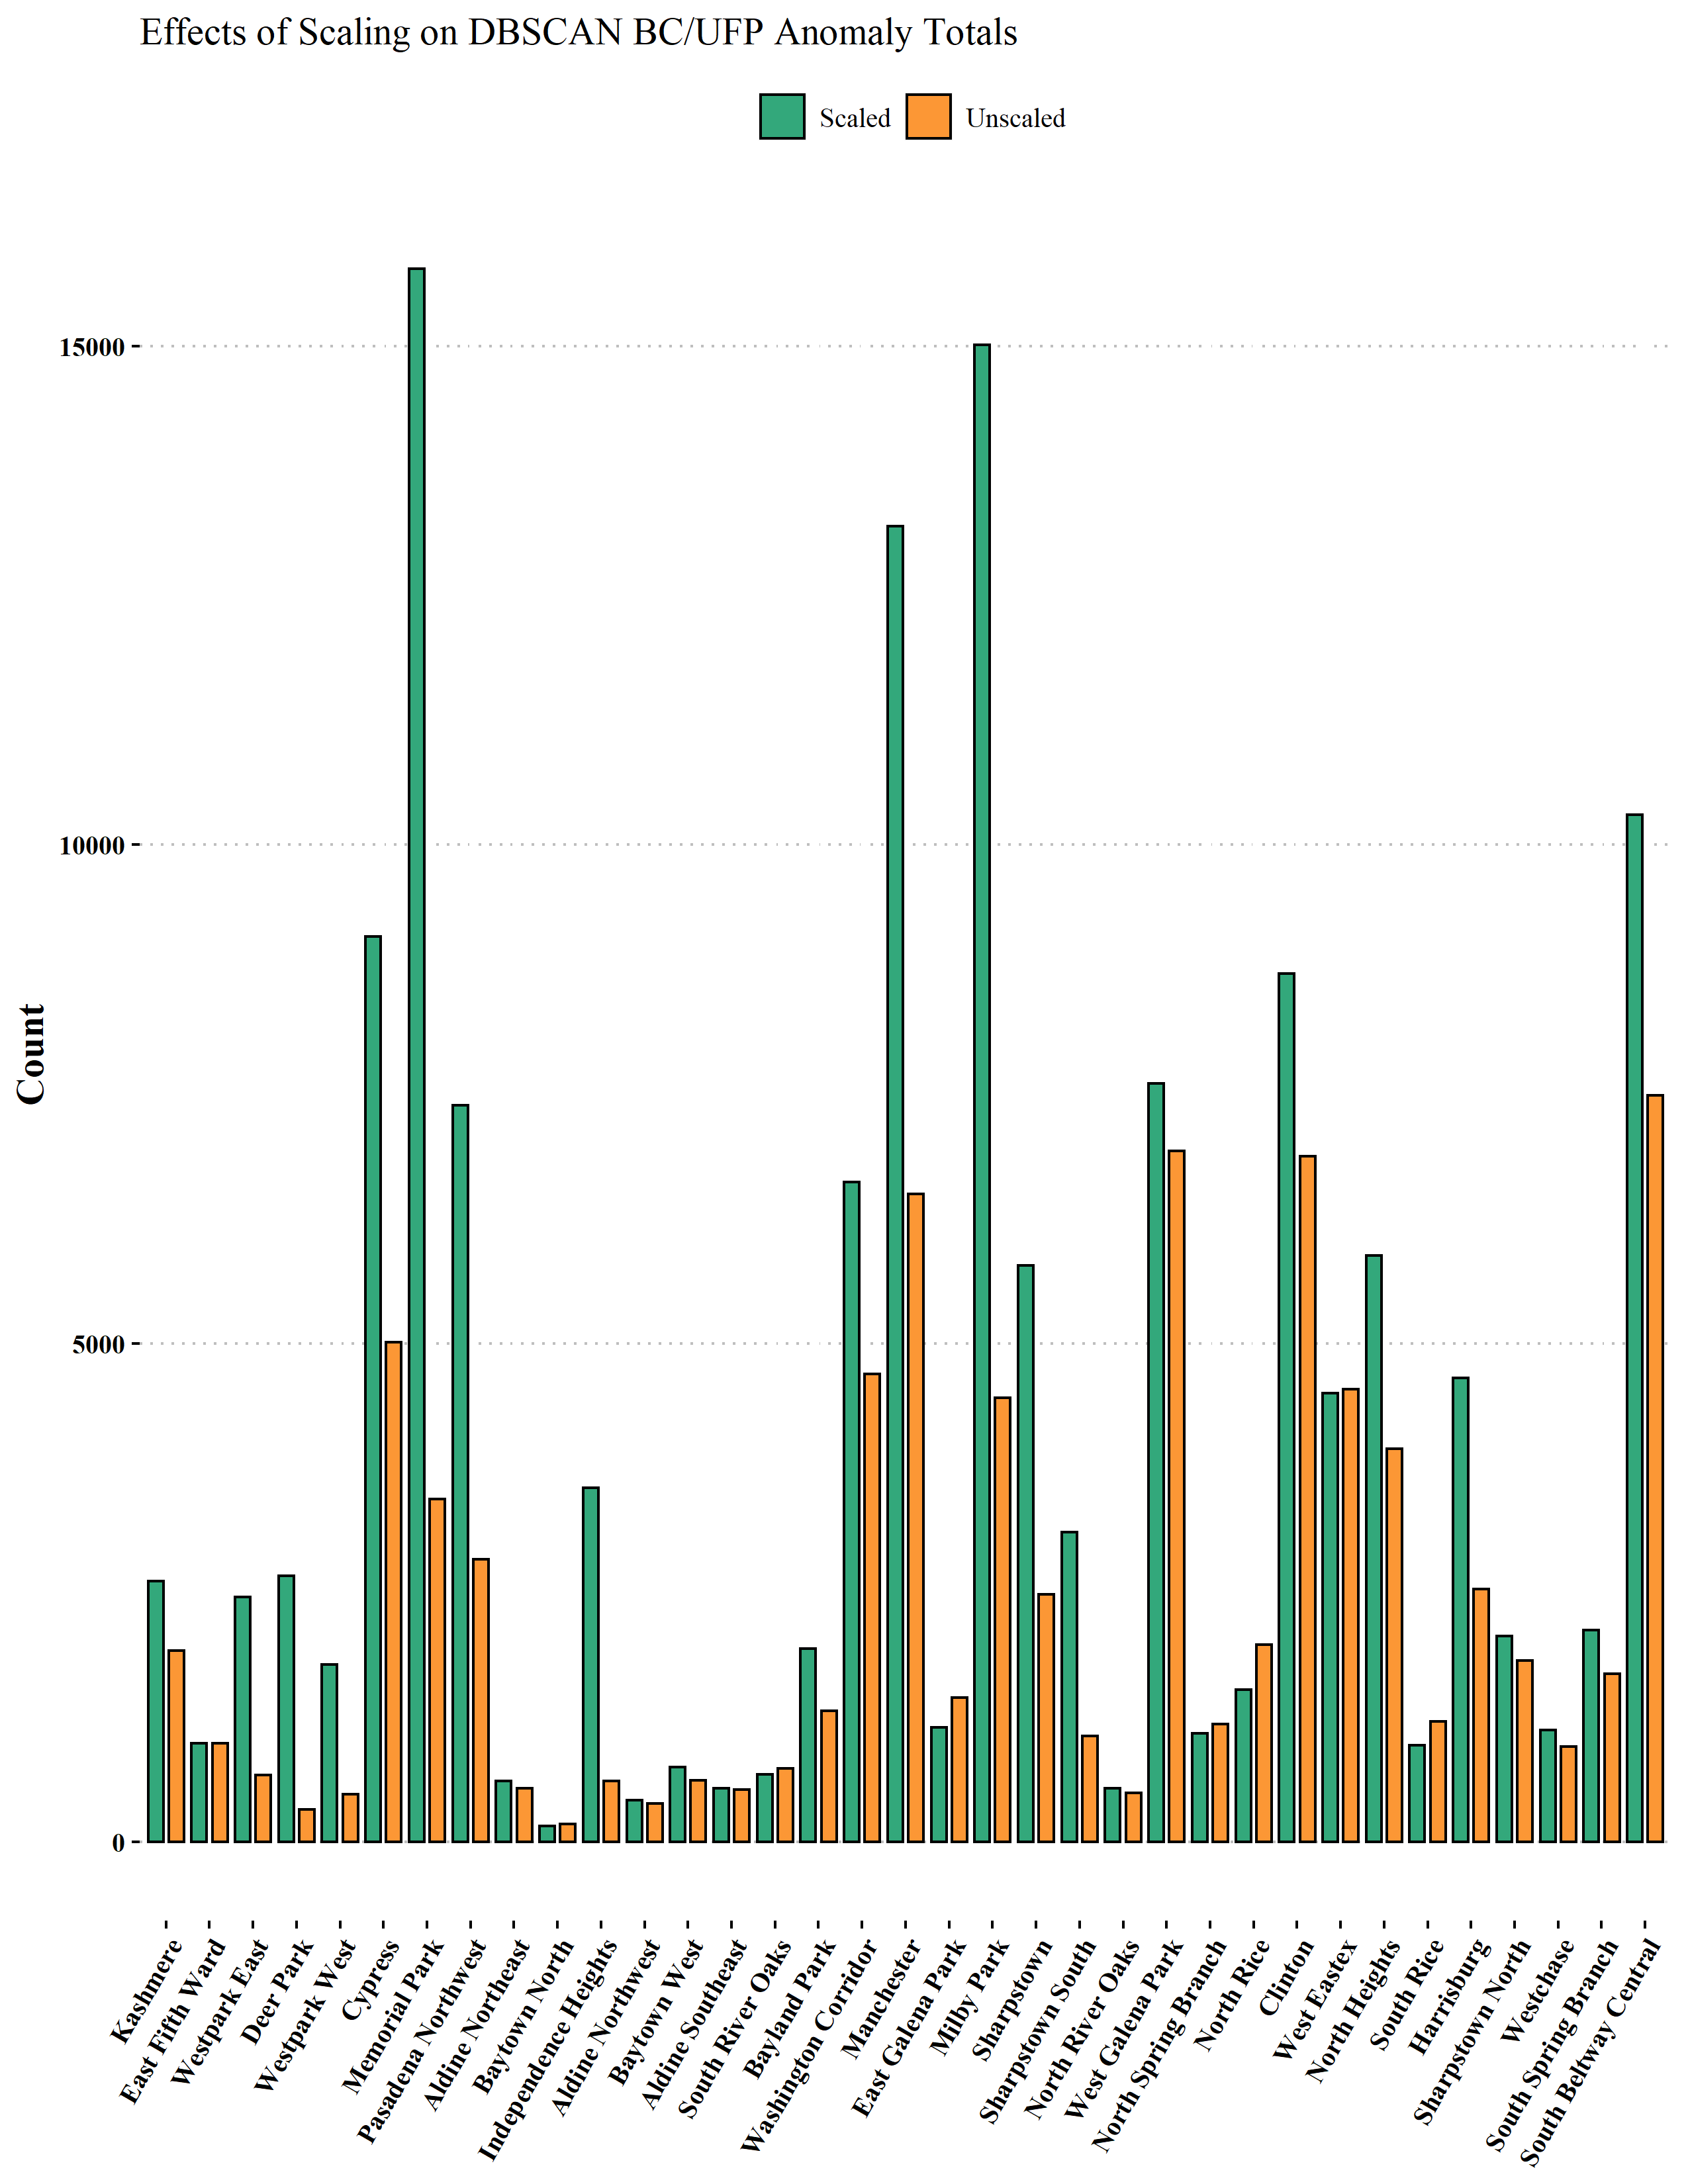 Effects of Scaling on DBSCAN BC/UFP Anomaly Totals
Scaled
Unscaled
Count
15000
10000
5000
0
Kashmere
East Fifth Ward
Westpark East
Deer Park
Westpark West
Cypress
Memorial Park
Pasadena Northwest
Aldine Northeast
Baytown North
Independence Heights
Aldine Northwest
Baytown West
Aldine Southeast
South River Oaks
Bayland Park
Washington Corridor
Manchester
East Galena Park
Milby Park
Sharpstown
Sharpstown South
North River Oaks
West Galena Park
North Spring Branch
North Rice
Clinton
West Eastex
North Heights
South Rice
Harrisburg
Sharpstown North
Westchase
South Spring Branch
South Beltway Central